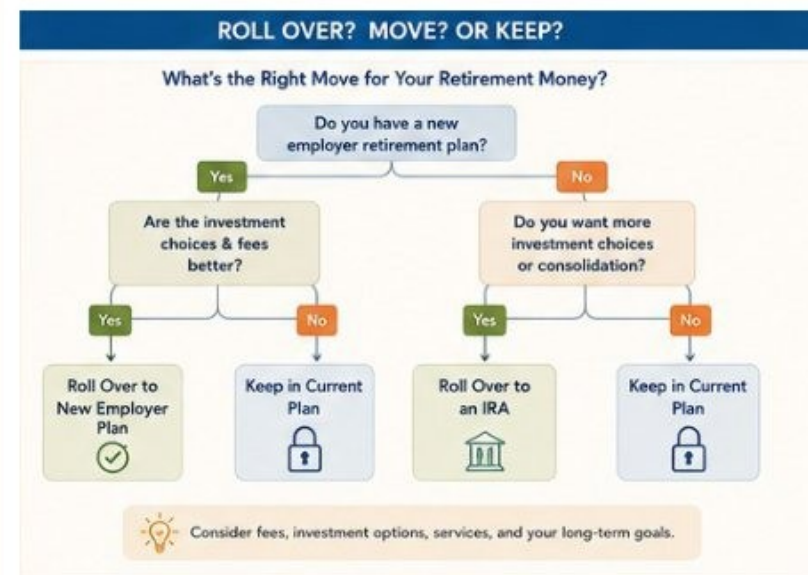 ROLL OVER? MOVE? OR KEEP?
What's the Right Move for Your Retirement Money?
Do you have a new
employer retirement plan?
Yes
No
Are the investment
choices & fees
better?
Do you want more
investment choices
or consolidation?
Yes
No
Yes
No
Roll Over to
New Employer
Plan
Keep in Current
Plan
Roll Over to
an IRA
Keep in Current
Plan
Consider fees, investment options, services, and your long-term goals.